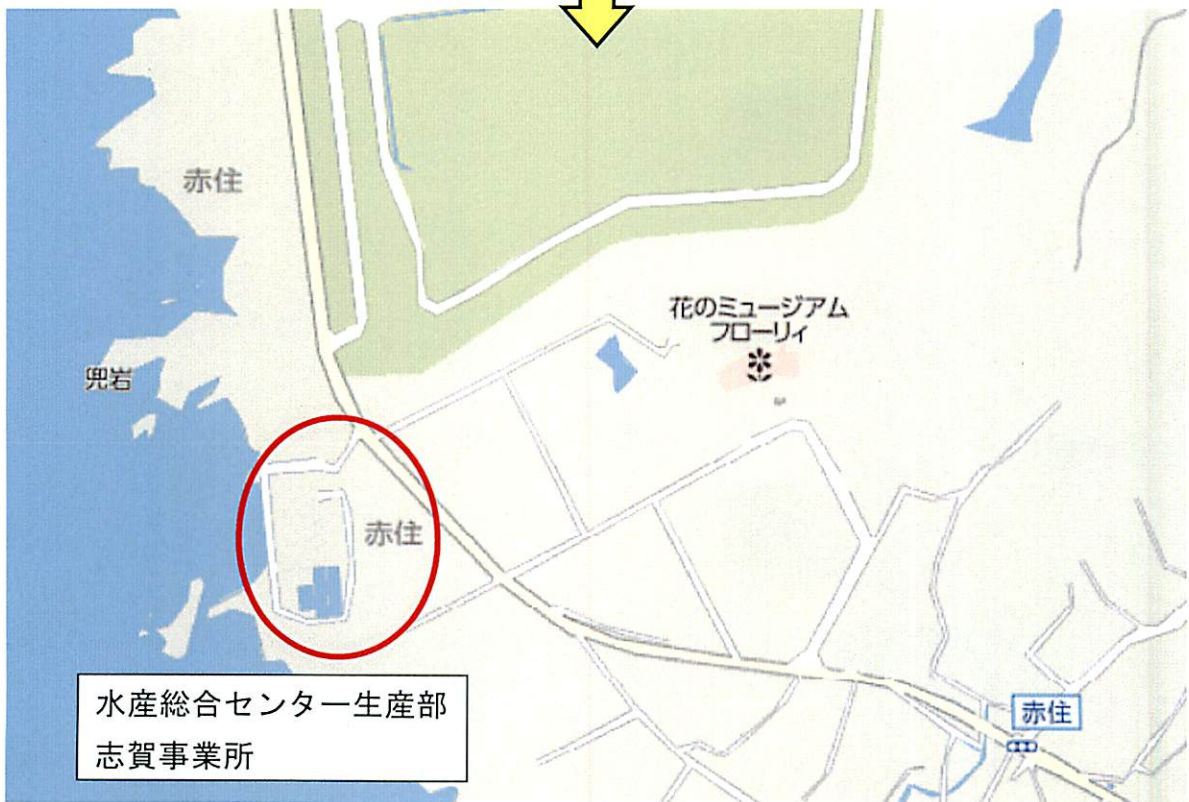 赤住
花のミュージアム
フローリィ
兜岩
赤住
水産総合センター生産部
志賀事業所
赤住